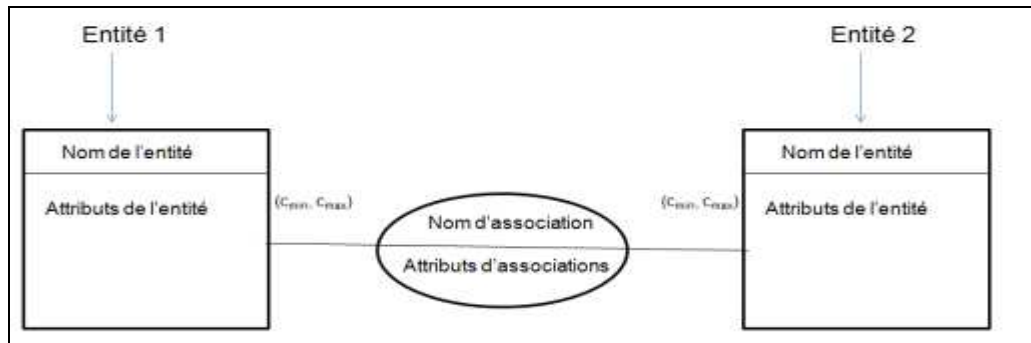 Entité 1
Entité 2
Nom de l'entité
Attributs de l'entité
(Cmin, Cmax)
Nom d'association
Attributs d'associations
(Cmin, Cmax)
Nom de l'entité
Attributs de l'entité